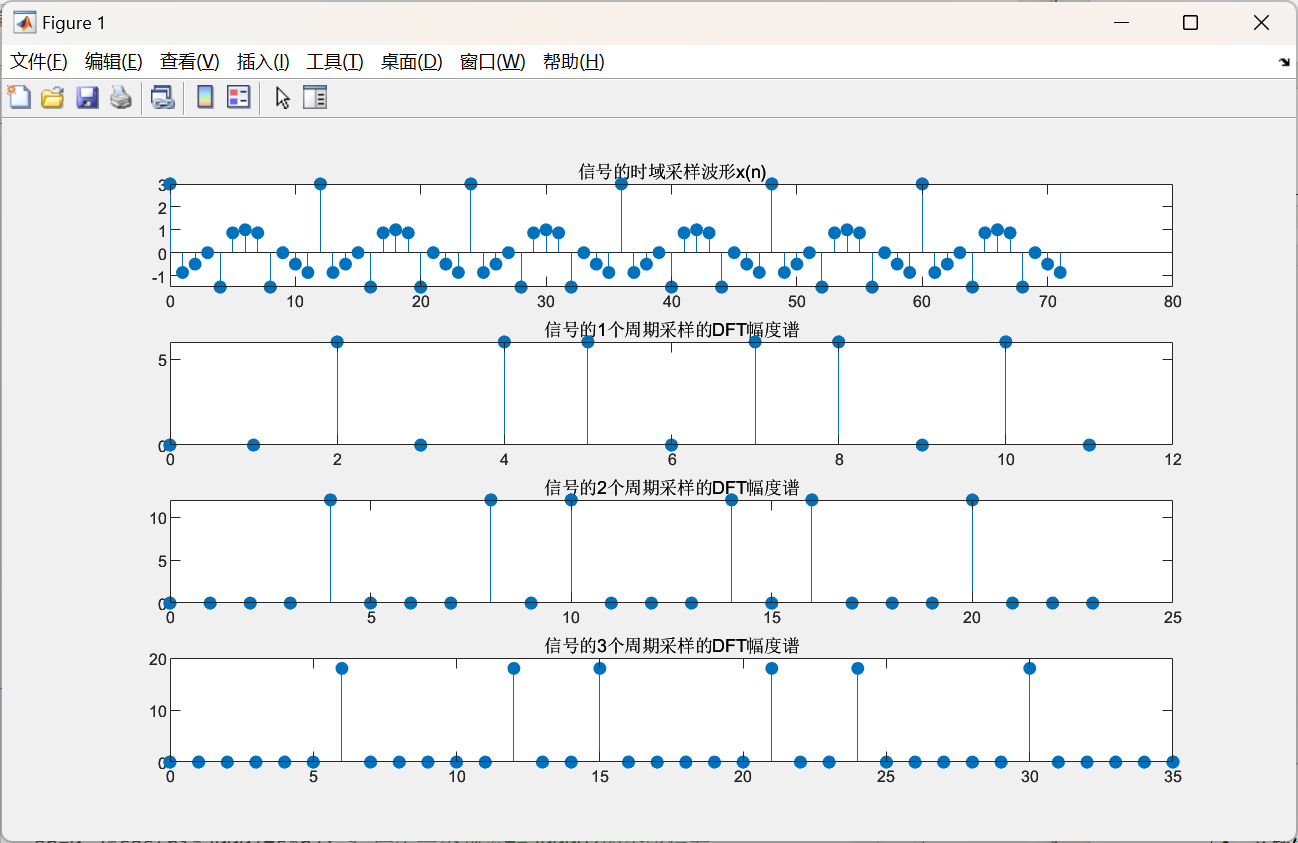 Figure 1
文件(F) 编辑(E) 查看(V) 插入(I) 工具(T) 桌面(D) 窗口(W) 帮助(H)
信号的时域采样波形x(n)
3
2
1
0
-1
0 10 20 30 40 50 60 70 80
信号的1个周期采样的DFT幅度谱
5
0
0 2 4 6 8 10 12
信号的2个周期采样的DFT幅度谱
10
5
0
0 5 10 15 20 25
信号的3个周期采样的DFT幅度谱
20
10
0
0 5 10 15 20 25 30 35